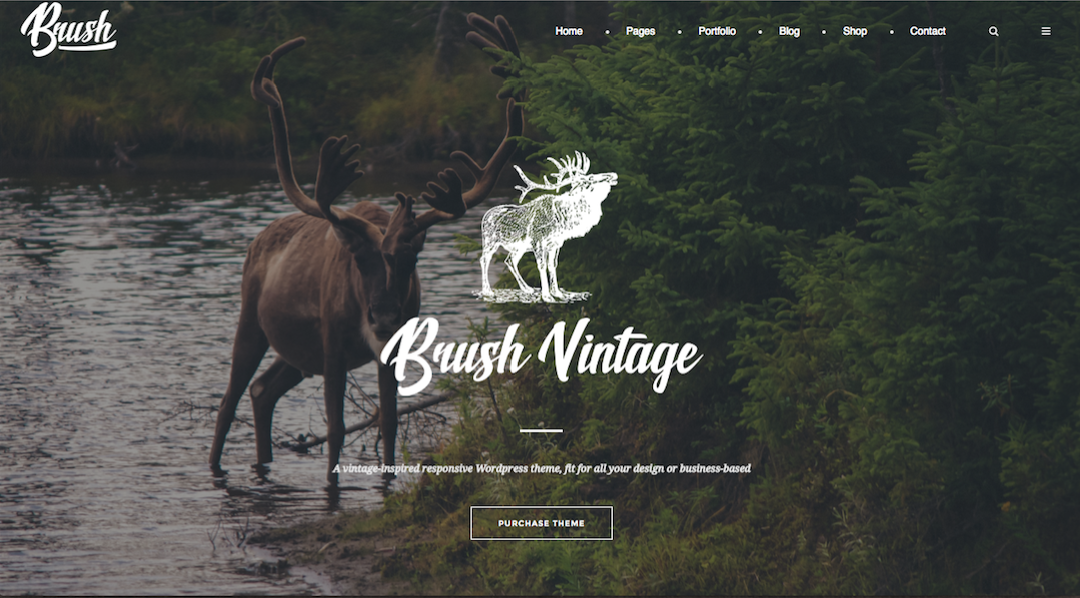 Brush
Home
Pages
Portfolio
Blog
Shop
Contact
Brush Vintage
A vintage-inspired responsive Wordpress theme, fit for all your design or business-based
PURCHASE THEME